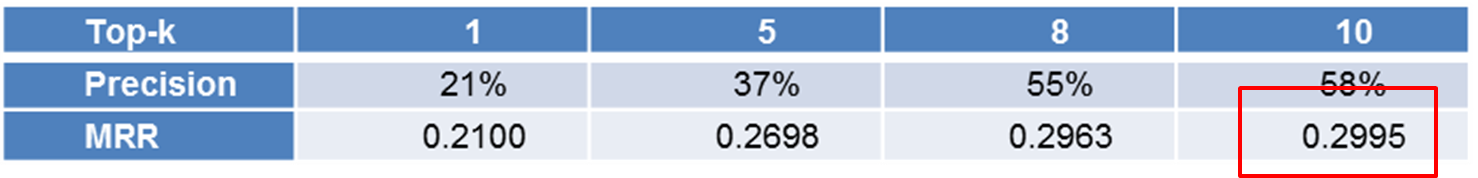 Top-k 1 5 8 10
Precision 21% 37% 55% 58%
MRR 0.2100 0.2698 0.2963 0.2995